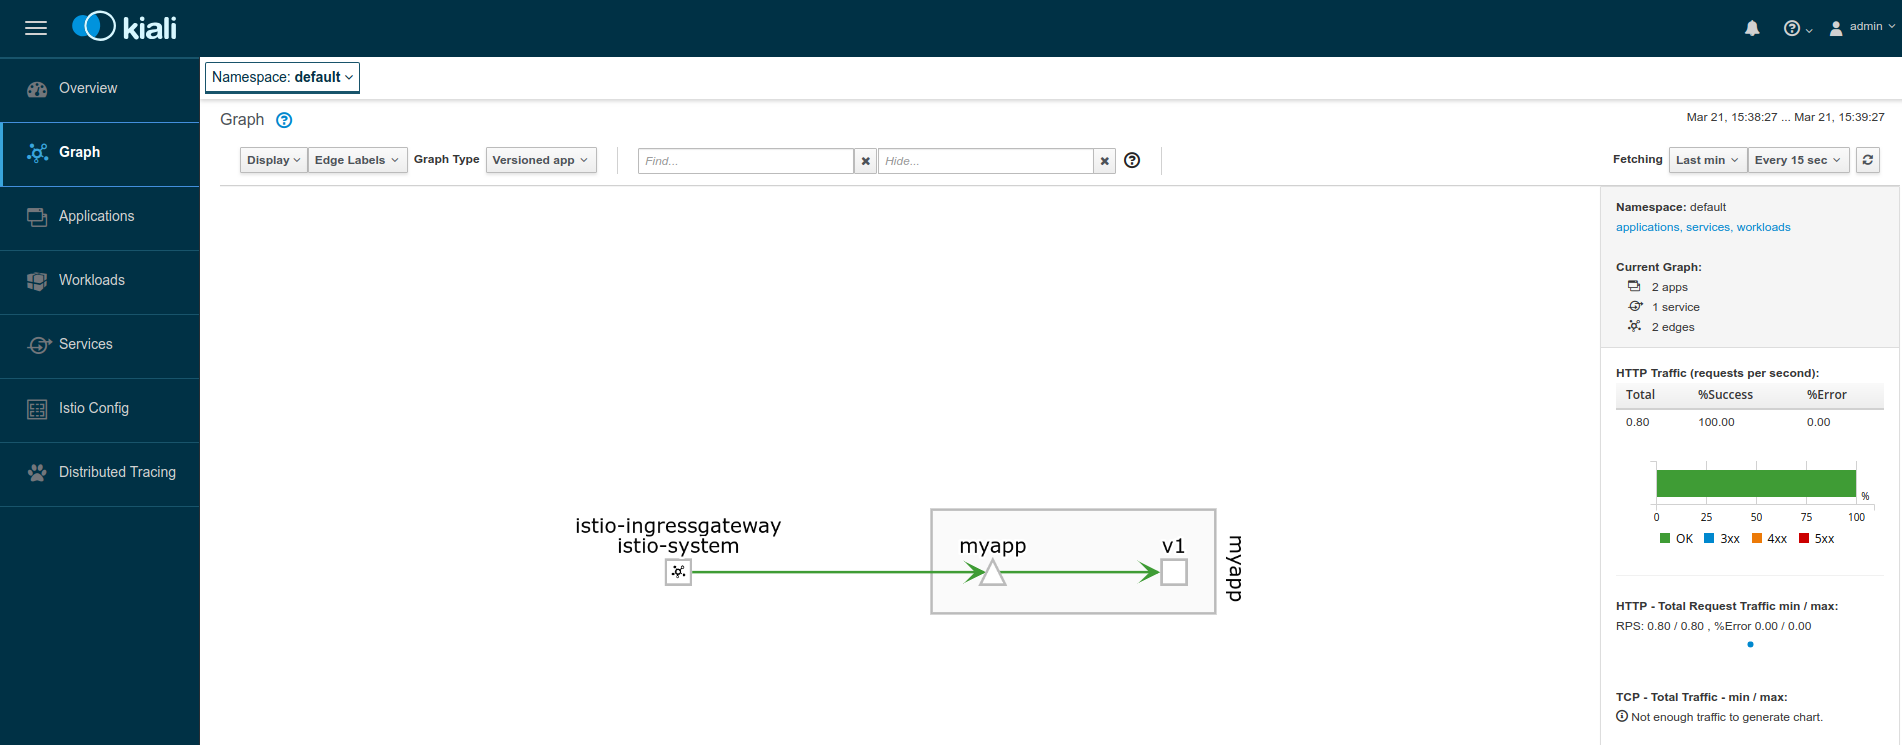 kiali
admin
Namespace: default
Overview
Graph
Applications
Workloads
Services
Istio Config
Distributed Tracing
Graph
Mar 21, 15:38:27 ... Mar 21, 15:39:27
Display Edge Labels Graph Type Versioned app Find... Hide... Fetching Last min Every 15 sec
istio-ingressgateway
istio-system
myapp
v1
myapp
Namespace: default
applications, services, workloads
Current Graph:
2 apps
1 service
2 edges
HTTP Traffic (requests per second):
Total %Success %Error
0.80 100.00 0.00
%
0 25 50 75 100
OK 3xx 4xx 5xx
HTTP - Total Request Traffic min / max:
RPS: 0.80 / 0.80 , %Error 0.00 / 0.00
TCP - Total Traffic - min / max:
Not enough traffic to generate chart.